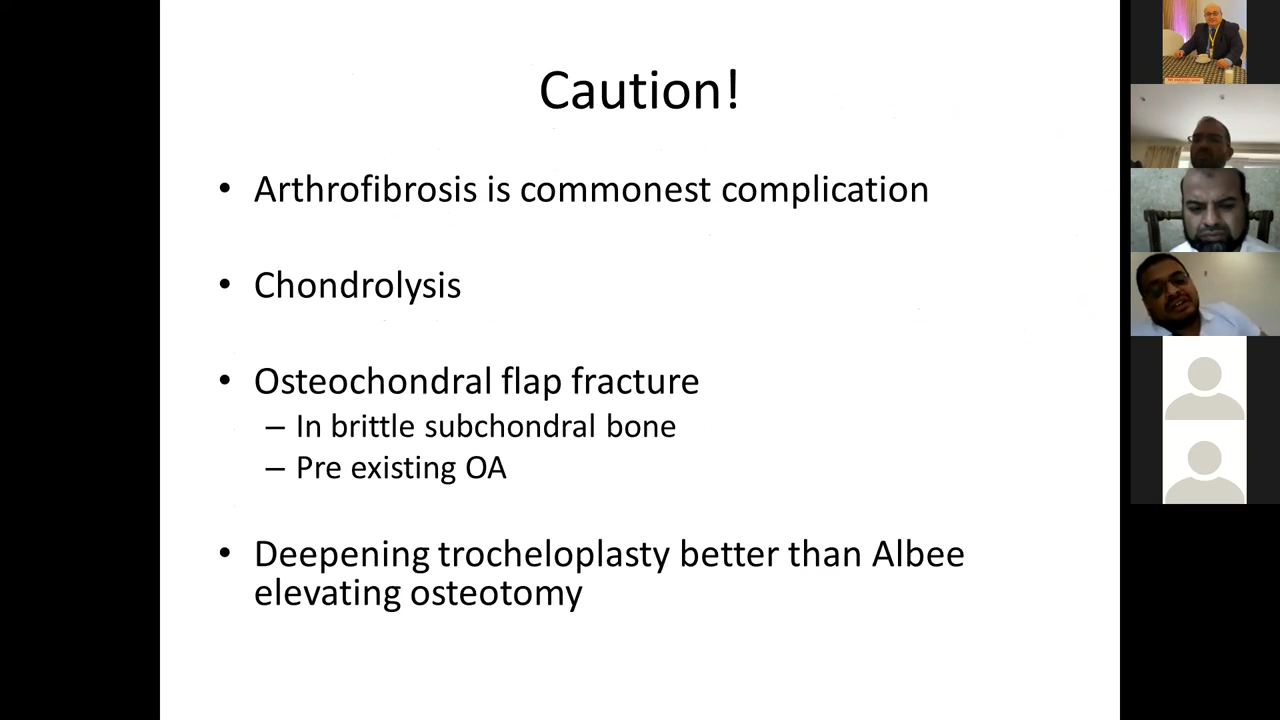 Caution!
• Arthrofibrosis is commonest complication
• Chondrolysis
• Osteochondral flap fracture
– In brittle subchondral bone
– Pre existing OA
• Deepening trocheloplasty better than Albee
elevating osteotomy